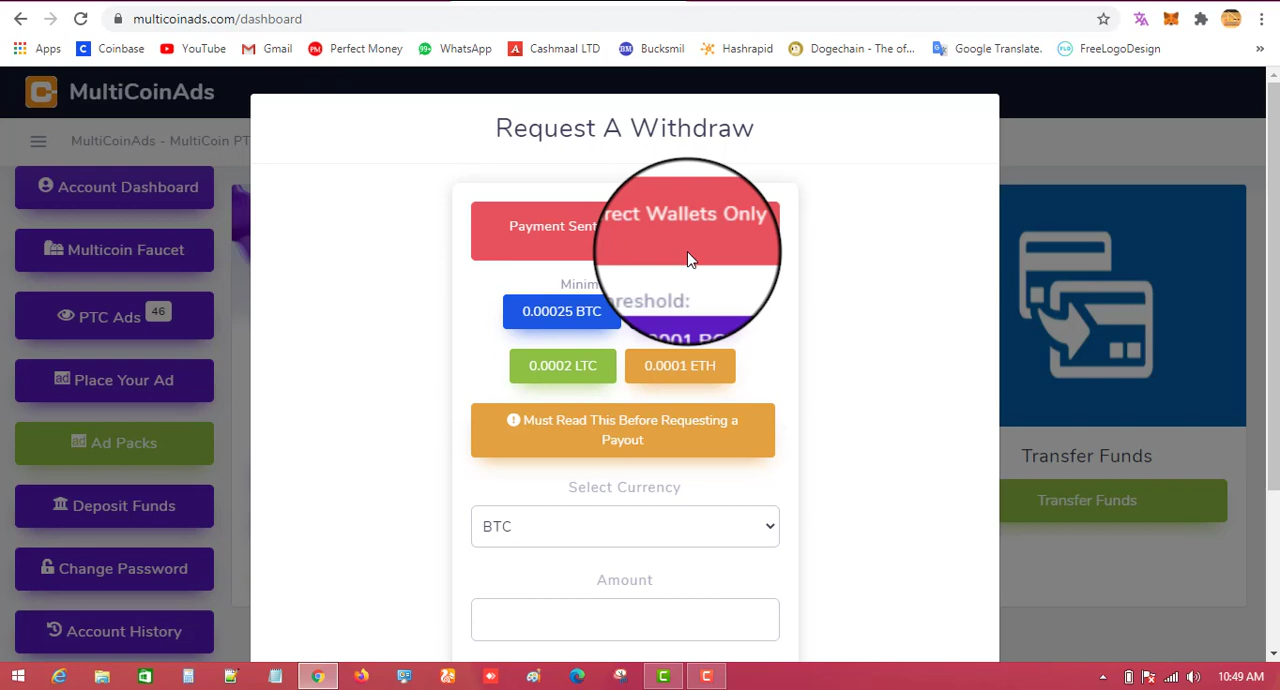 multicoinads.com/dashboard
Apps Coinbase YouTube Gmail Perfect Money WhatsApp Cashmaal LTD Bucksmil Hashrapid Dogechain - The of... Google Translate. FreeLogoDesign »
MultiCoinAds
MultiCoinAds - MultiCoin PT
Account Dashboard
Multicoin Faucet
PTC Ads 46
Place Your Ad
Ad Packs
Deposit Funds
Change Password
Account History
Request A Withdraw
Payment Sent rect Wallets Only
Minim reshold:
0.00025 BTC
0.0002 LTC 0.0001 ETH
Must Read This Before Requesting a
Payout
Select Currency
BTC
Amount
Transfer Funds
Transfer Funds
10:49 AM